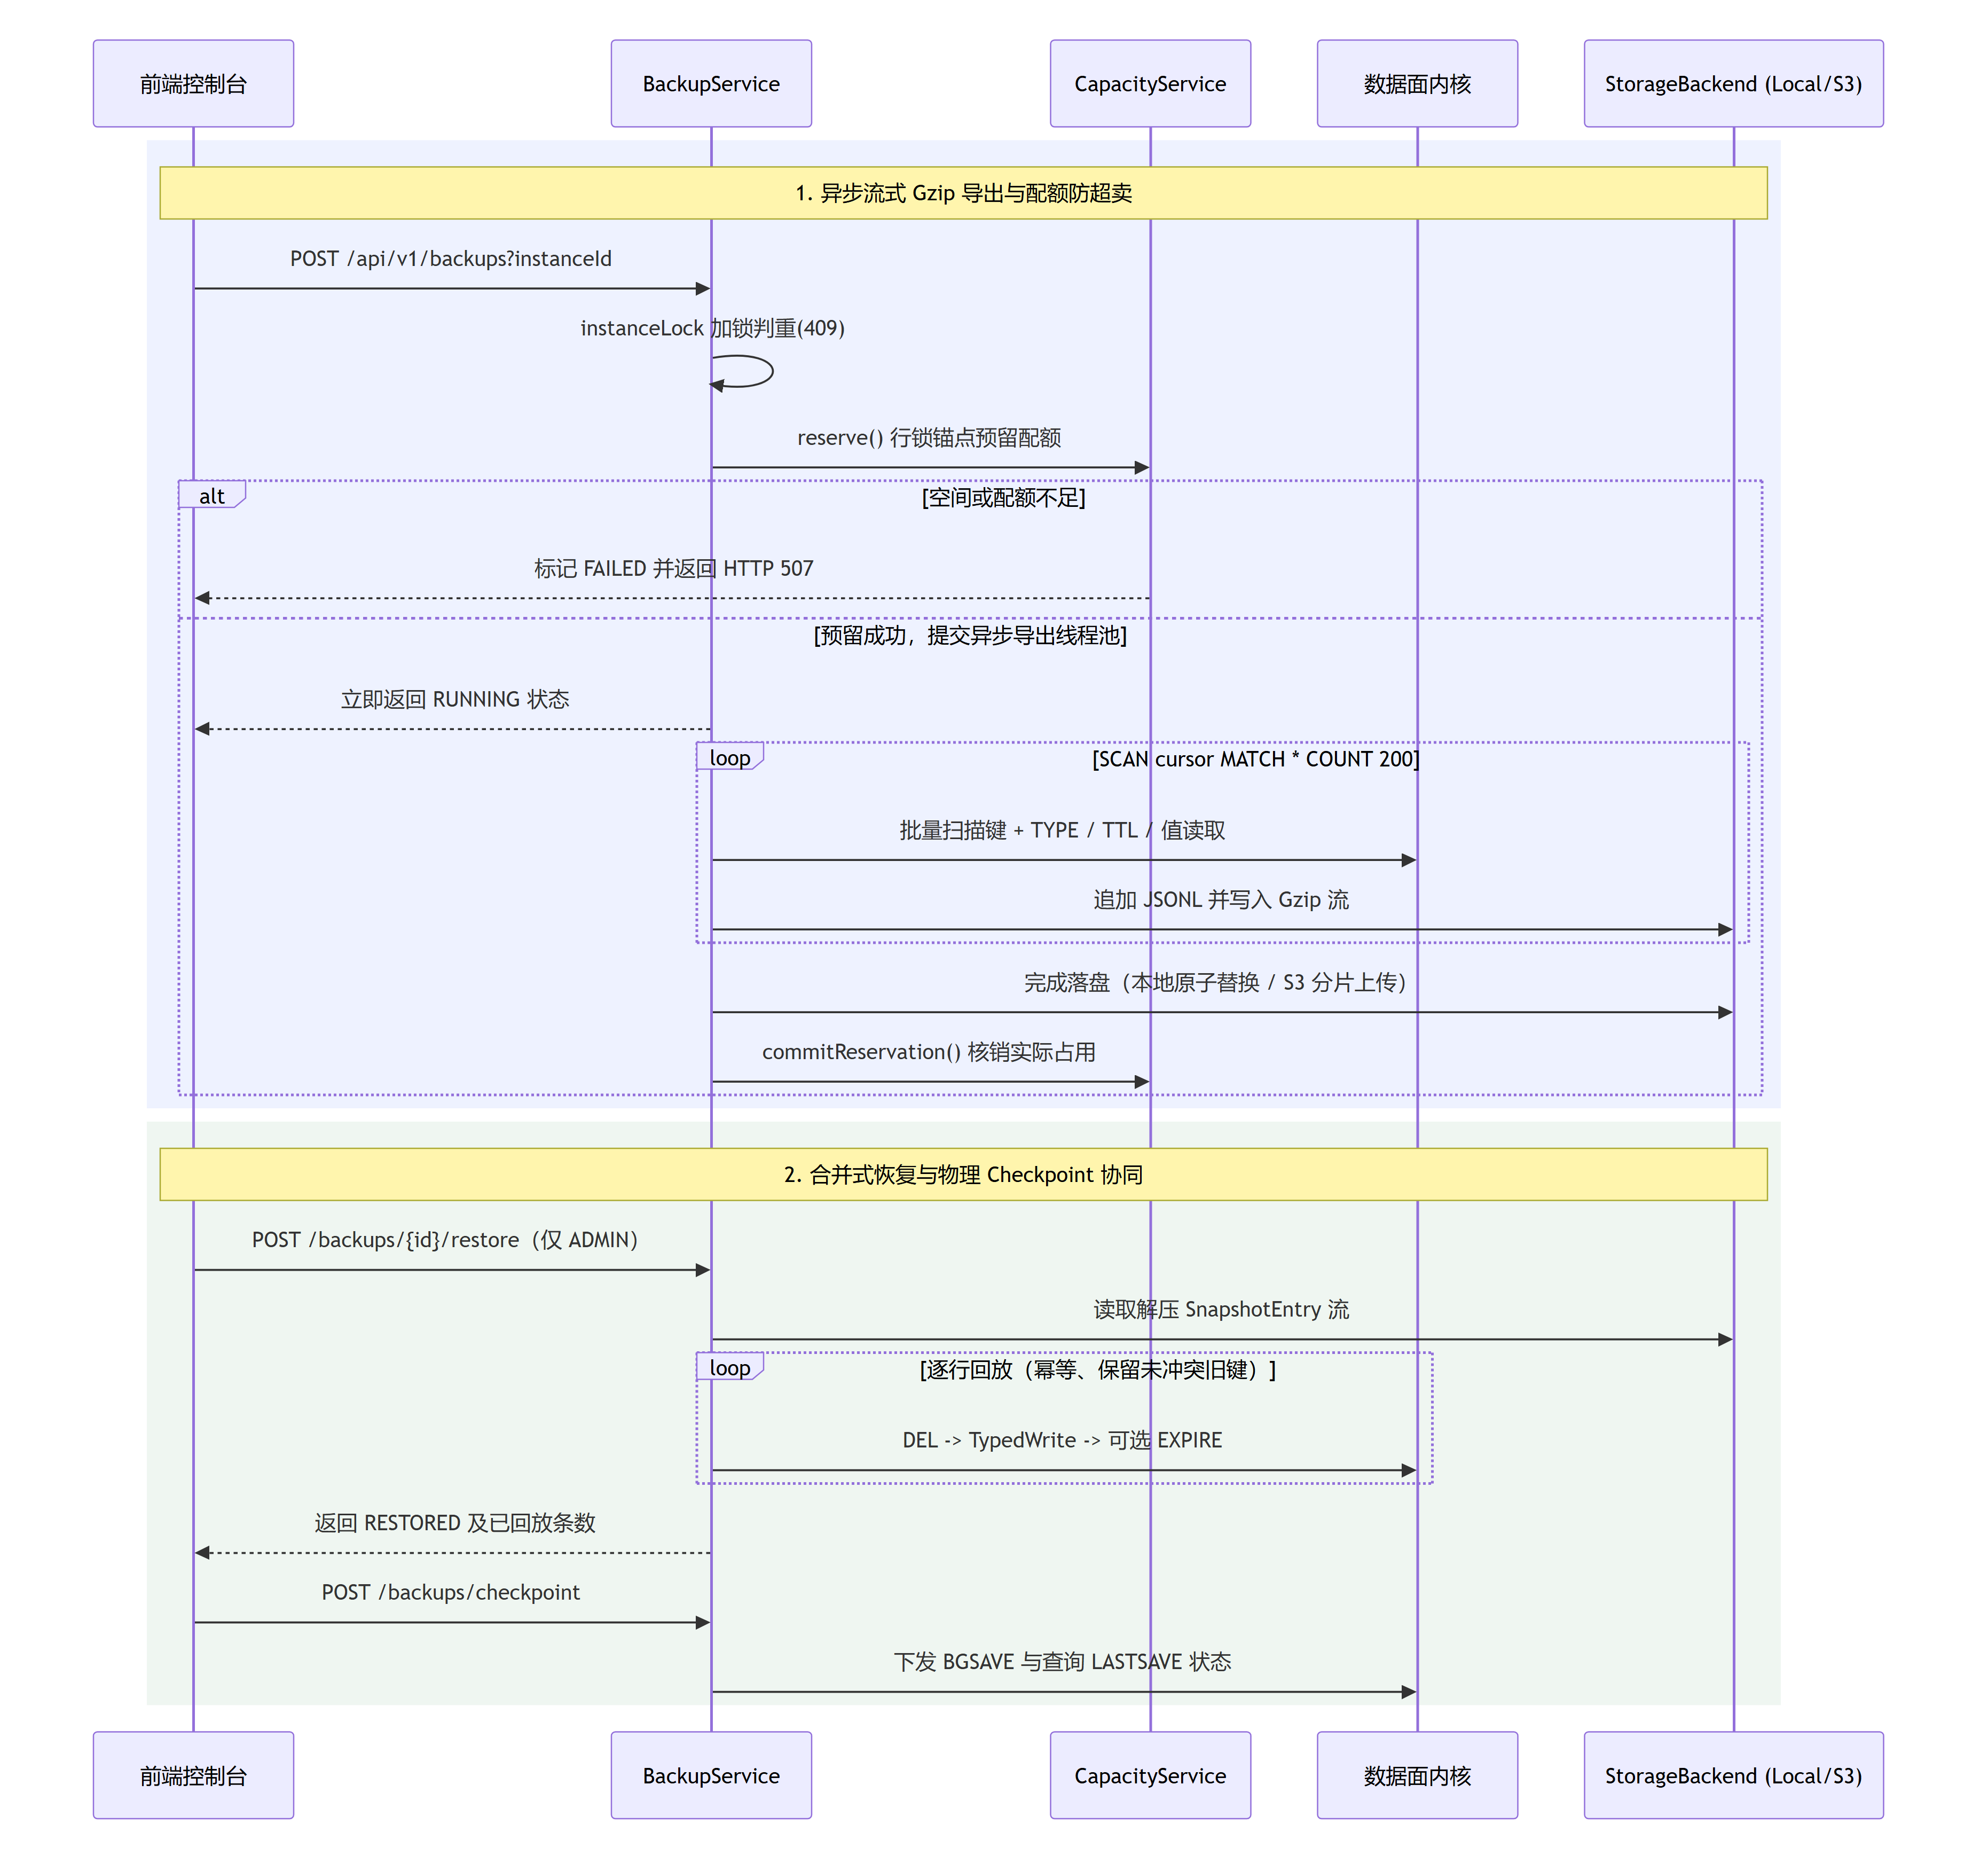 前端控制台
BackupService
CapacityService
数据面内核
StorageBackend (Local/S3)
1. 异步流式 Gzip 导出与配额防超卖
POST /api/v1/backups?instanceId
instanceLock 加锁判重(409)
reserve() 行锁锚点预留配额
alt
[空间或配额不足]
标记 FAILED 并返回 HTTP 507
[预留成功，提交异步导出线程池]
立即返回 RUNNING 状态
loop
[SCAN cursor MATCH * COUNT 200]
批量扫描键 + TYPE / TTL / 值读取
追加 JSONL 并写入 Gzip 流
完成落盘（本地原子替换 / S3 分片上传）
commitReservation() 核销实际占用
2. 合并式恢复与物理 Checkpoint 协同
POST /backups/{id}/restore（仅 ADMIN）
读取解压 SnapshotEntry 流
loop
[逐行回放（幂等、保留未冲突旧键）]
DEL -> TypedWrite -> 可选 EXPIRE
返回 RESTORED 及已回放条数
POST /backups/checkpoint
下发 BGSAVE 与查询 LASTSAVE 状态
前端控制台
BackupService
CapacityService
数据面内核
StorageBackend (Local/S3)